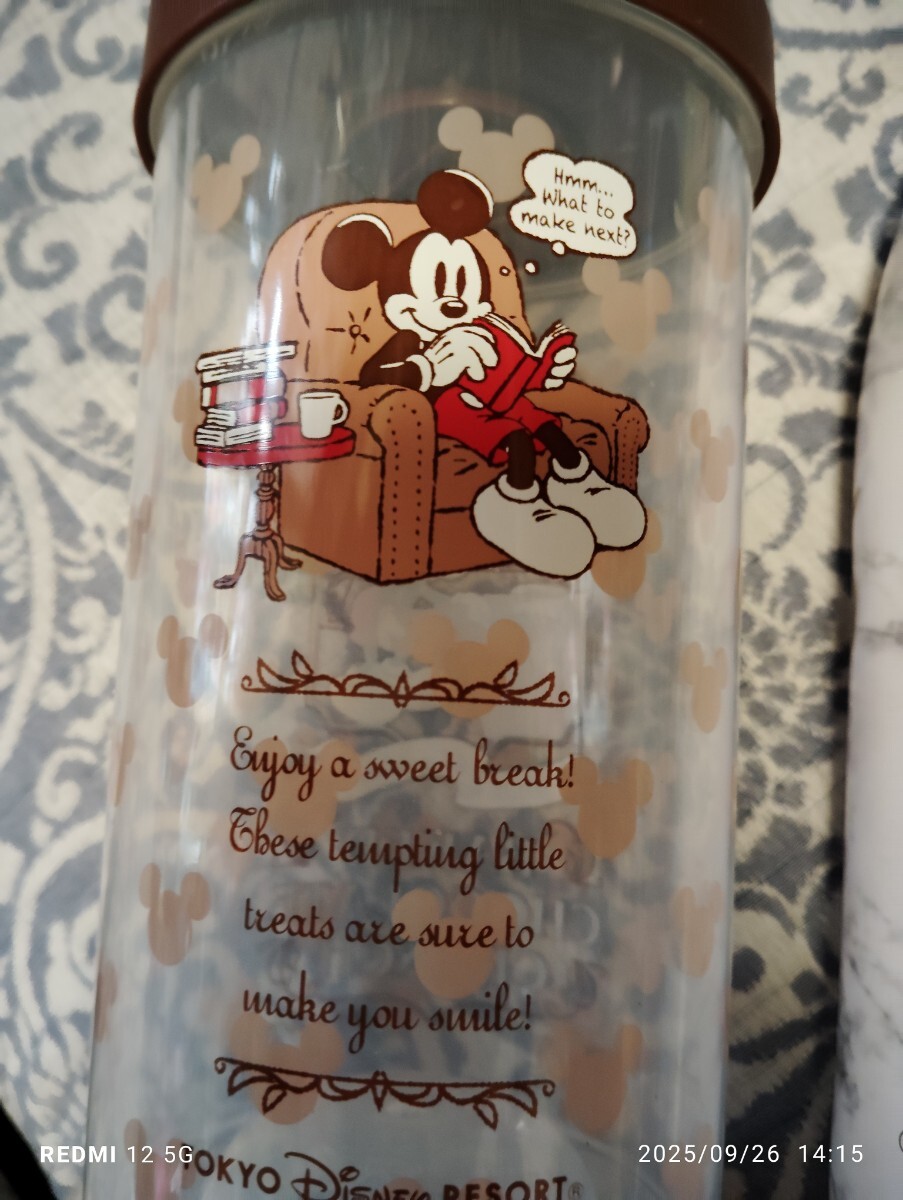 Hmm...
What to
make next?
Enjoy a sweet break!
These tempting little
treats are sure to
make you smile!
TOKYO Disney RESORT®
REDMI 12 5G
2025/09/26 14:15